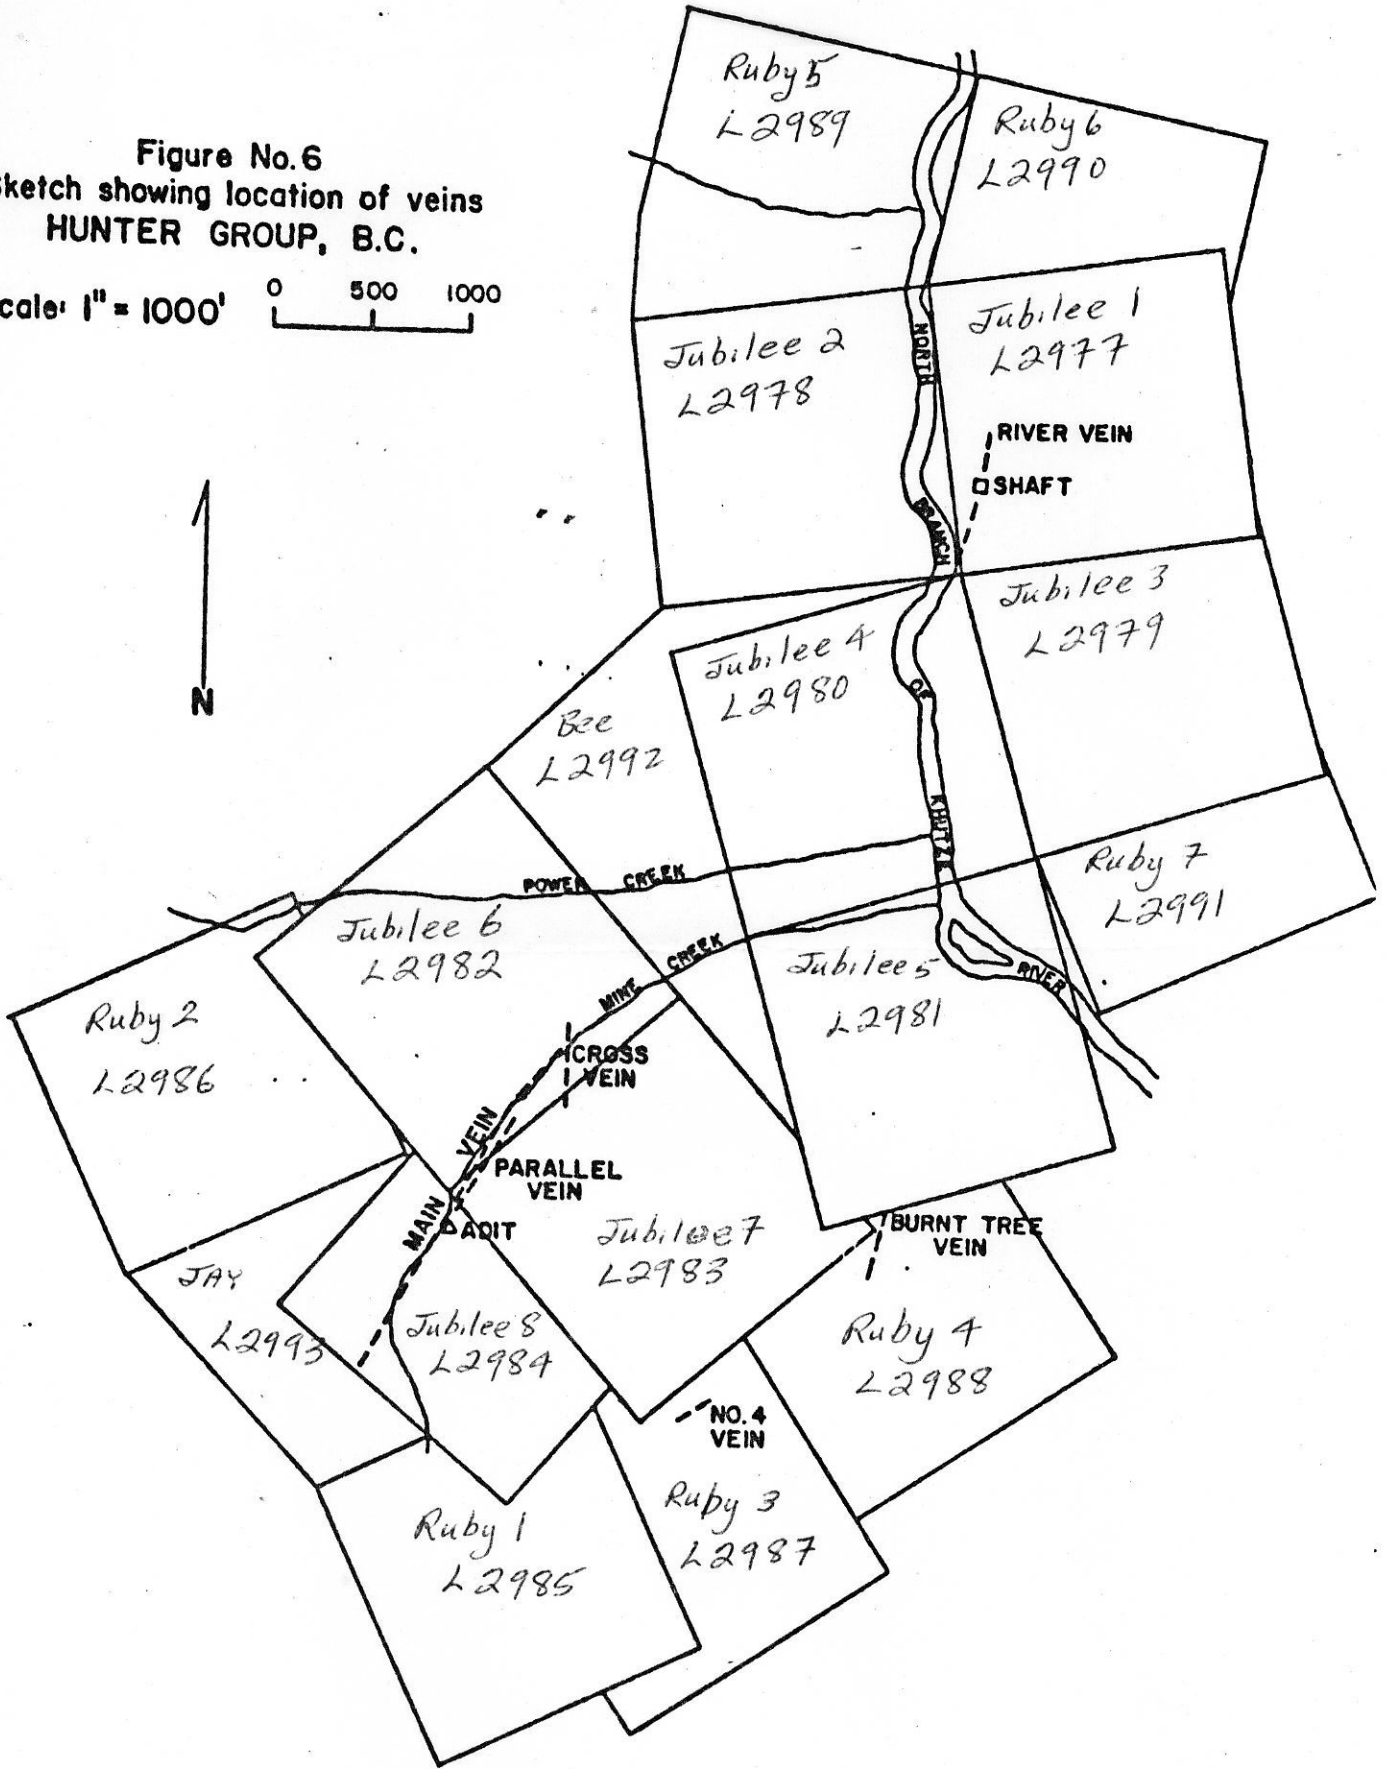 Figure No.6
Sketch showing location of veins
HUNTER GROUP, B.C.
cale: 1" = 1000'
0 500 1000
N
Ruby 5
L2989
Ruby 6
L2990
Jubilee 2
L2978
Jubilee 1
L2977
RIVER VEIN
SHAFT
NORTH
BRANCH
OF
RIVER
Jubilee 3
L2979
Jubilee 4
L2980
Bee
L2992
POWER CREEK
Ruby 7
L2991
Jubilee 6
L2982
MINE CREEK
Jubilee 5
L2981
Ruby 2
L2986
CROSS
VEIN
MAIN VEIN
PARALLEL
VEIN
ADIT
Jubilee 7
L2983
BURNT TREE
VEIN
JAY
L2993
Jubilee 8
L2984
Ruby 4
L2988
NO. 4
VEIN
Ruby 3
L2987
Ruby 1
L2985